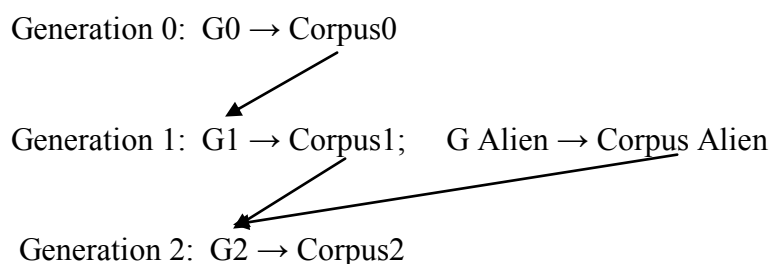 Generation 0: G0 → Corpus0
Generation 1: G1 → Corpus1; G Alien → Corpus Alien
Generation 2: G2 → Corpus2